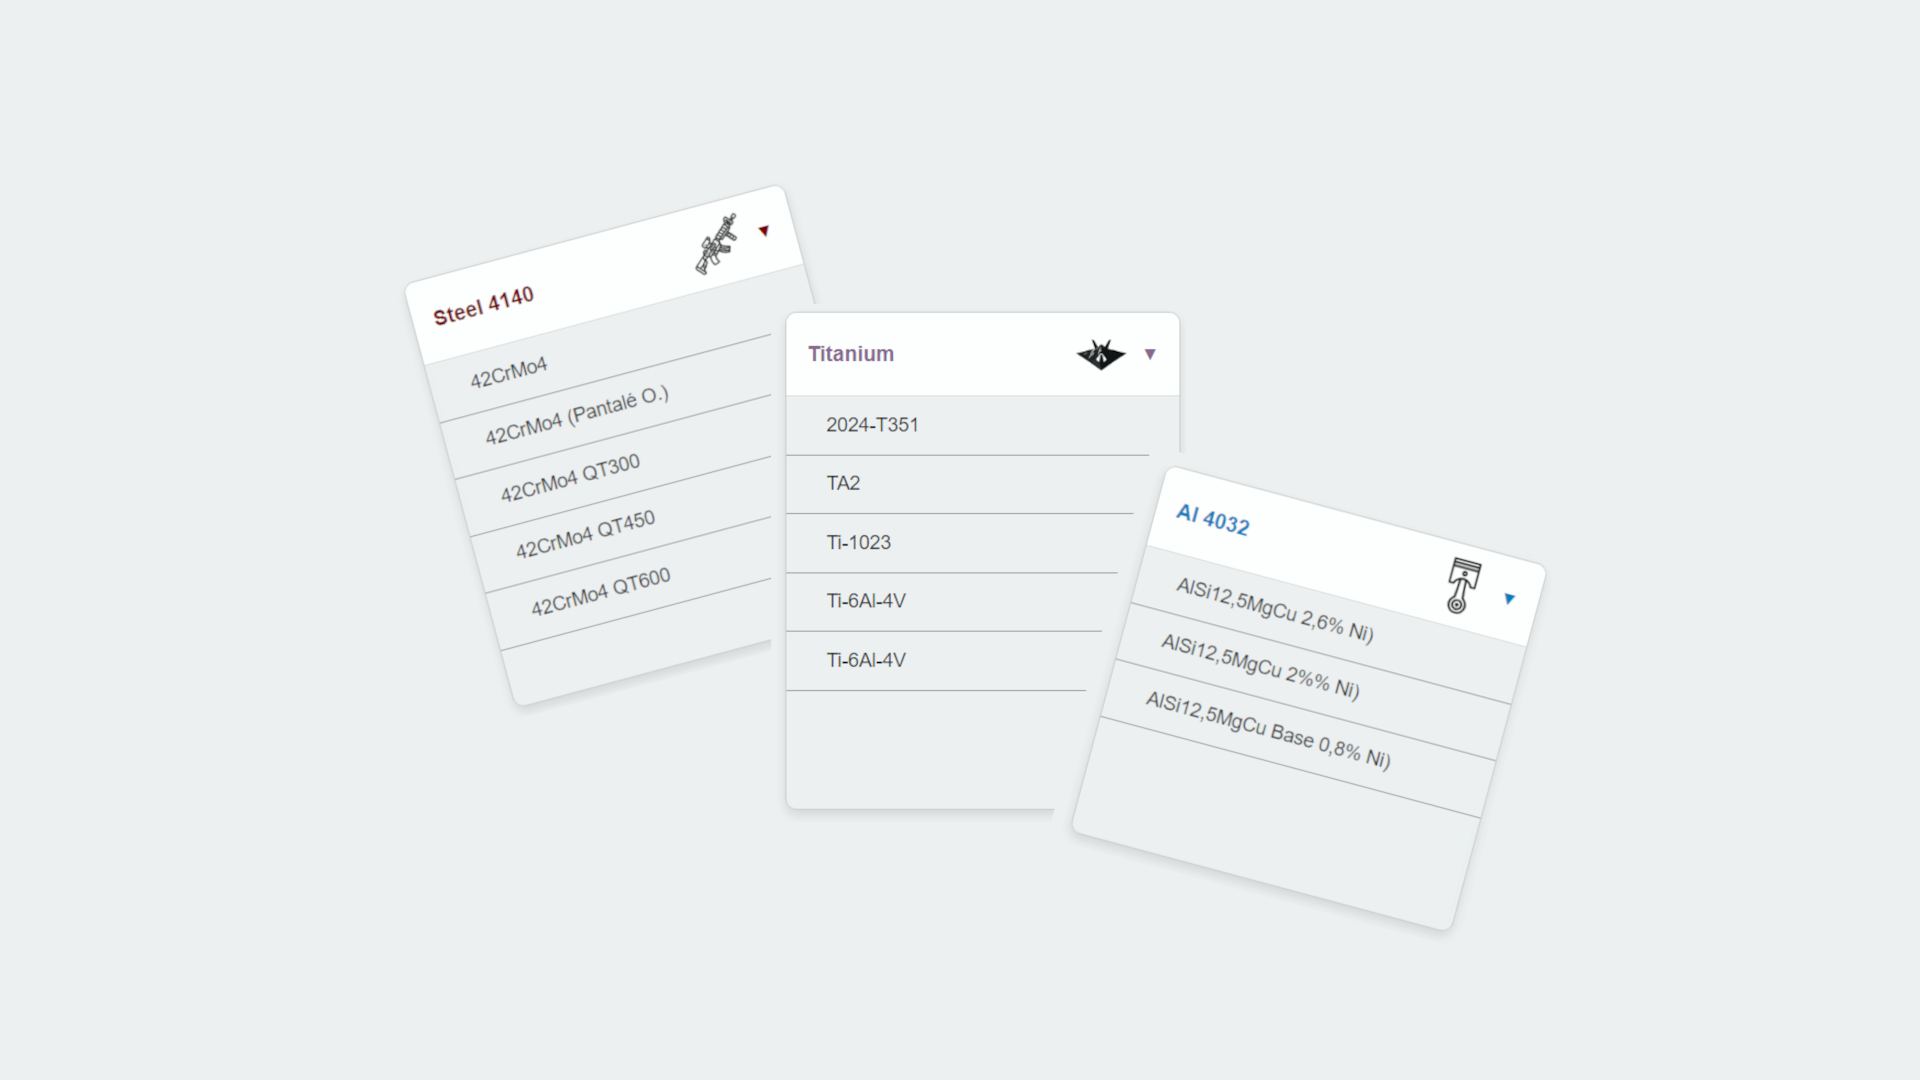 Steel 4140
42CrMo4
42CrMo4 (Pantalé O.)
42CrMo4 QT300
42CrMo4 QT450
42CrMo4 QT600
Titanium
2024-T351
TA2
Ti-1023
Ti-6Al-4V
Ti-6Al-4V
Al 4032
AlSi12,5MgCu 2,6% Ni)
AlSi12,5MgCu 2%% Ni)
AlSi12,5MgCu Base 0,8% Ni)